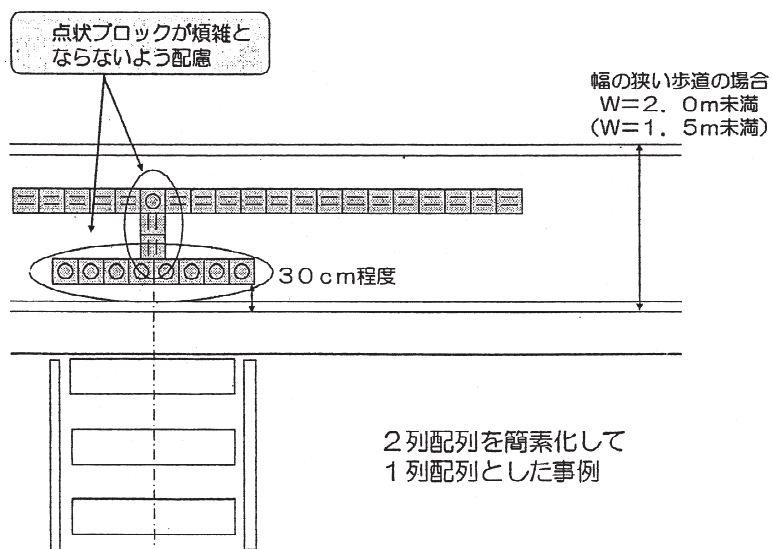 点状ブロックが煩雑と
ならないよう配慮
幅の狭い歩道の場合
W=2.0m未満
(W=1.5m未満)
30cm程度
2列配列を簡素化して
1列配列とした事例